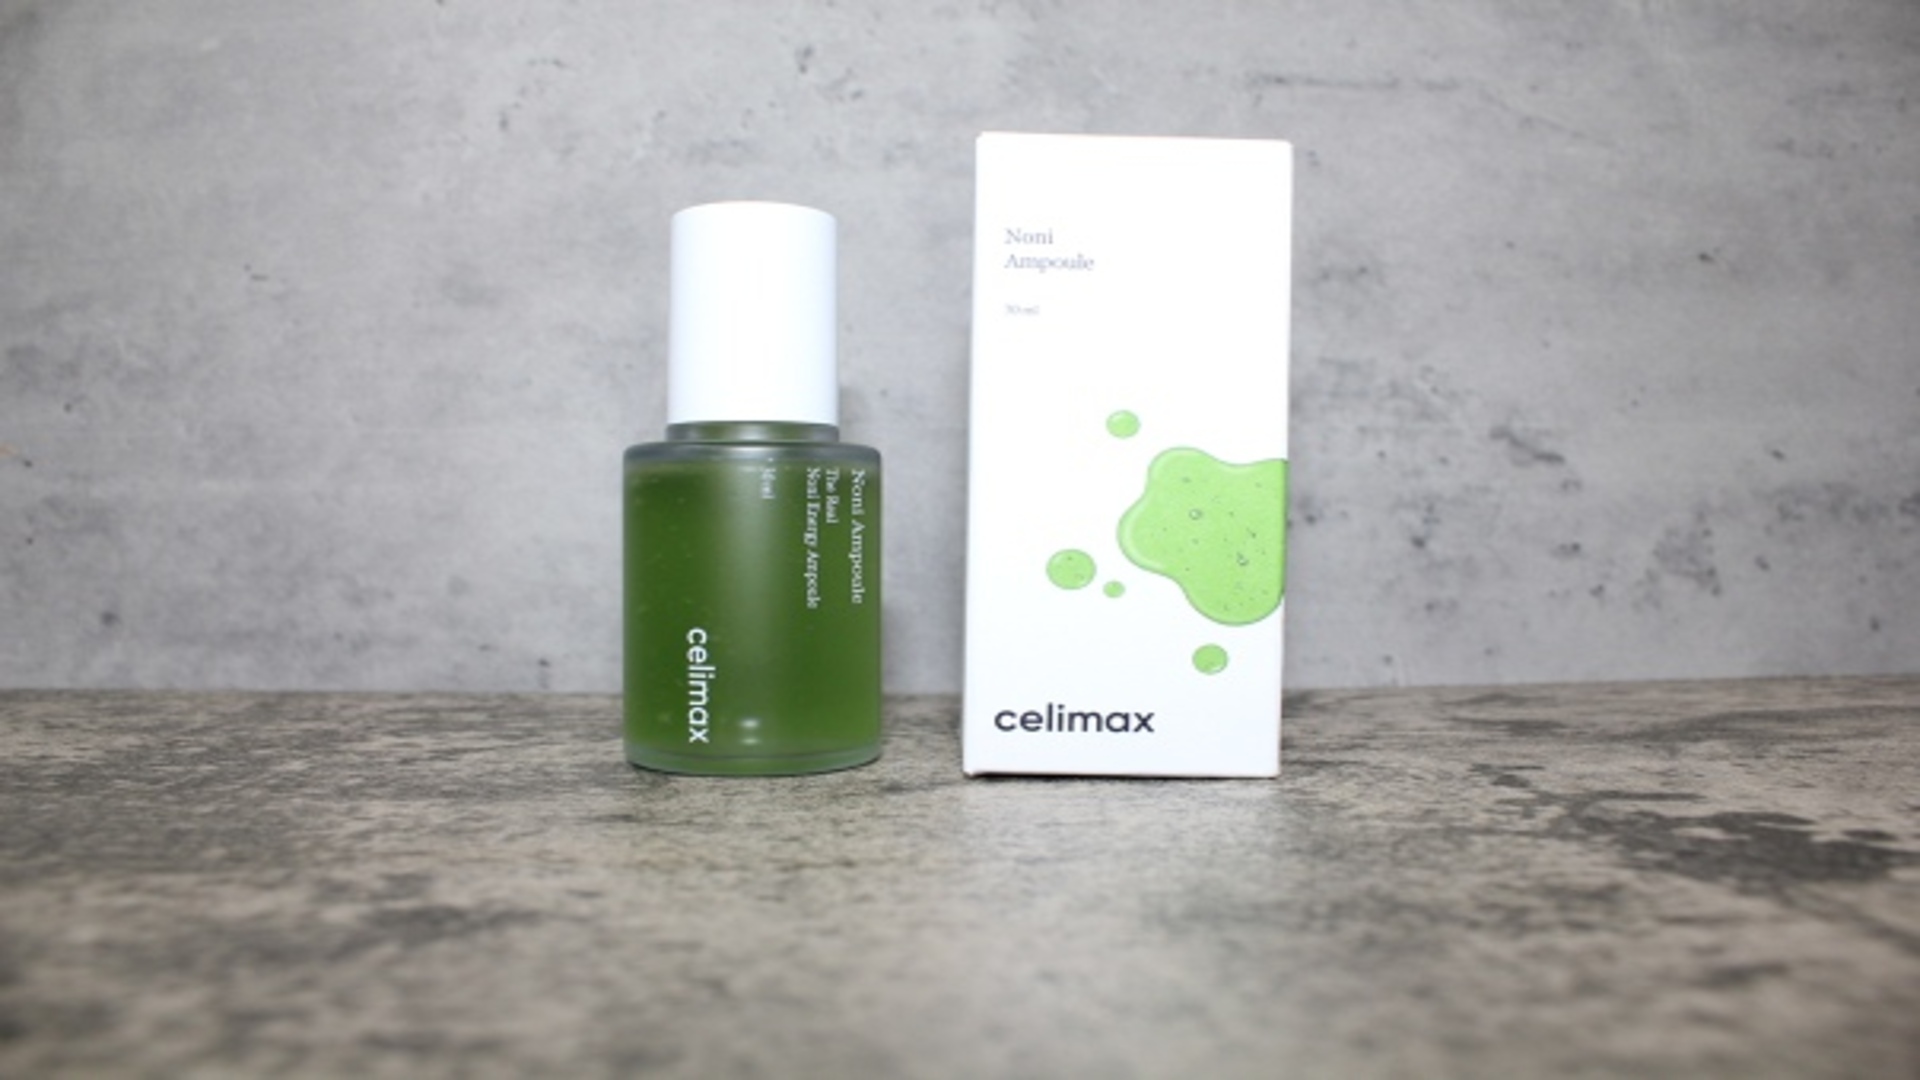 Noni Ampoule
The Real
Noni Energy Ampoule
celimax
Noni
Ampoule
celimax